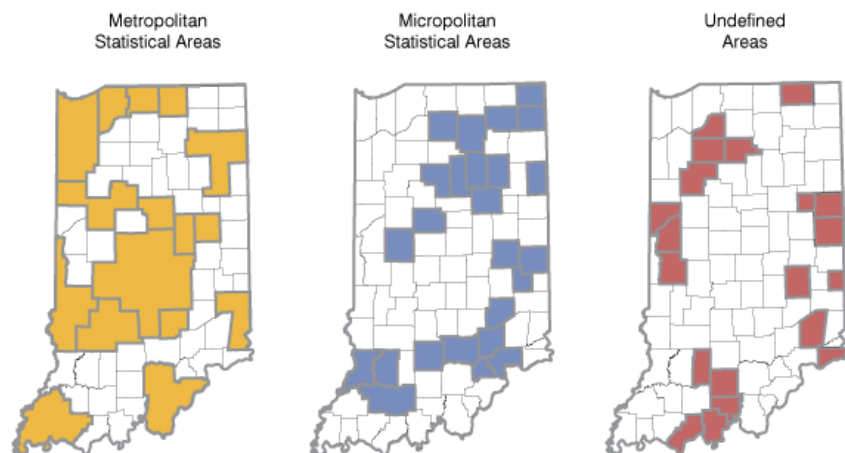 Metropolitan
Statistical Areas
Micropolitan
Statistical Areas
Undefined
Areas